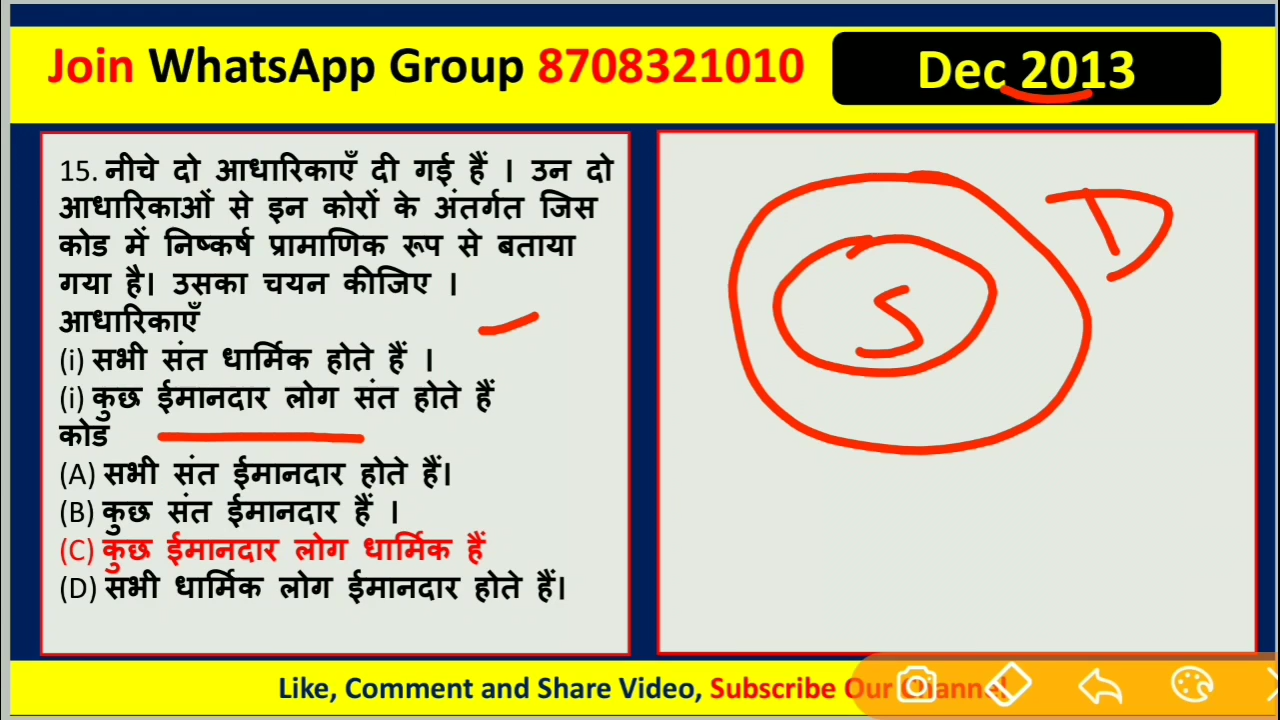 Join WhatsApp Group 8708321010
Dec 2013
15. नीचे दो आधारिकाएँ दी गई हैं । उन दो
आधारिकाओं से इन कोरों के अंतर्गत जिस
कोड में निष्कर्ष प्रामाणिक रूप से बताया
गया है। उसका चयन कीजिए ।
आधारिकाएँ
(i) सभी संत धार्मिक होते हैं ।
(i) कुछ ईमानदार लोग संत होते हैं
कोड
(A) सभी संत ईमानदार होते हैं।
(B) कुछ संत ईमानदार हैं ।
(C) कुछ ईमानदार लोग धार्मिक हैं
(D) सभी धार्मिक लोग ईमानदार होते हैं।
S
D
Like, Comment and Share Video, Subscribe Our Channel